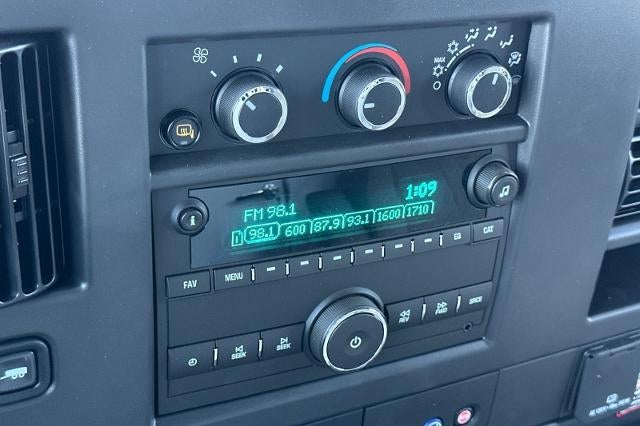 MAX
1:09
FM 98.1
1 98.1 600 87.9 93.1 1600 1710
i
EQ CAT
FAV MENU
SEEK SEEK REV FWD SRCE